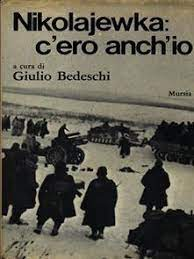 Nikolajewka:
c'ero anch'io
a cura di
Giulio Bedeschi
Mursia